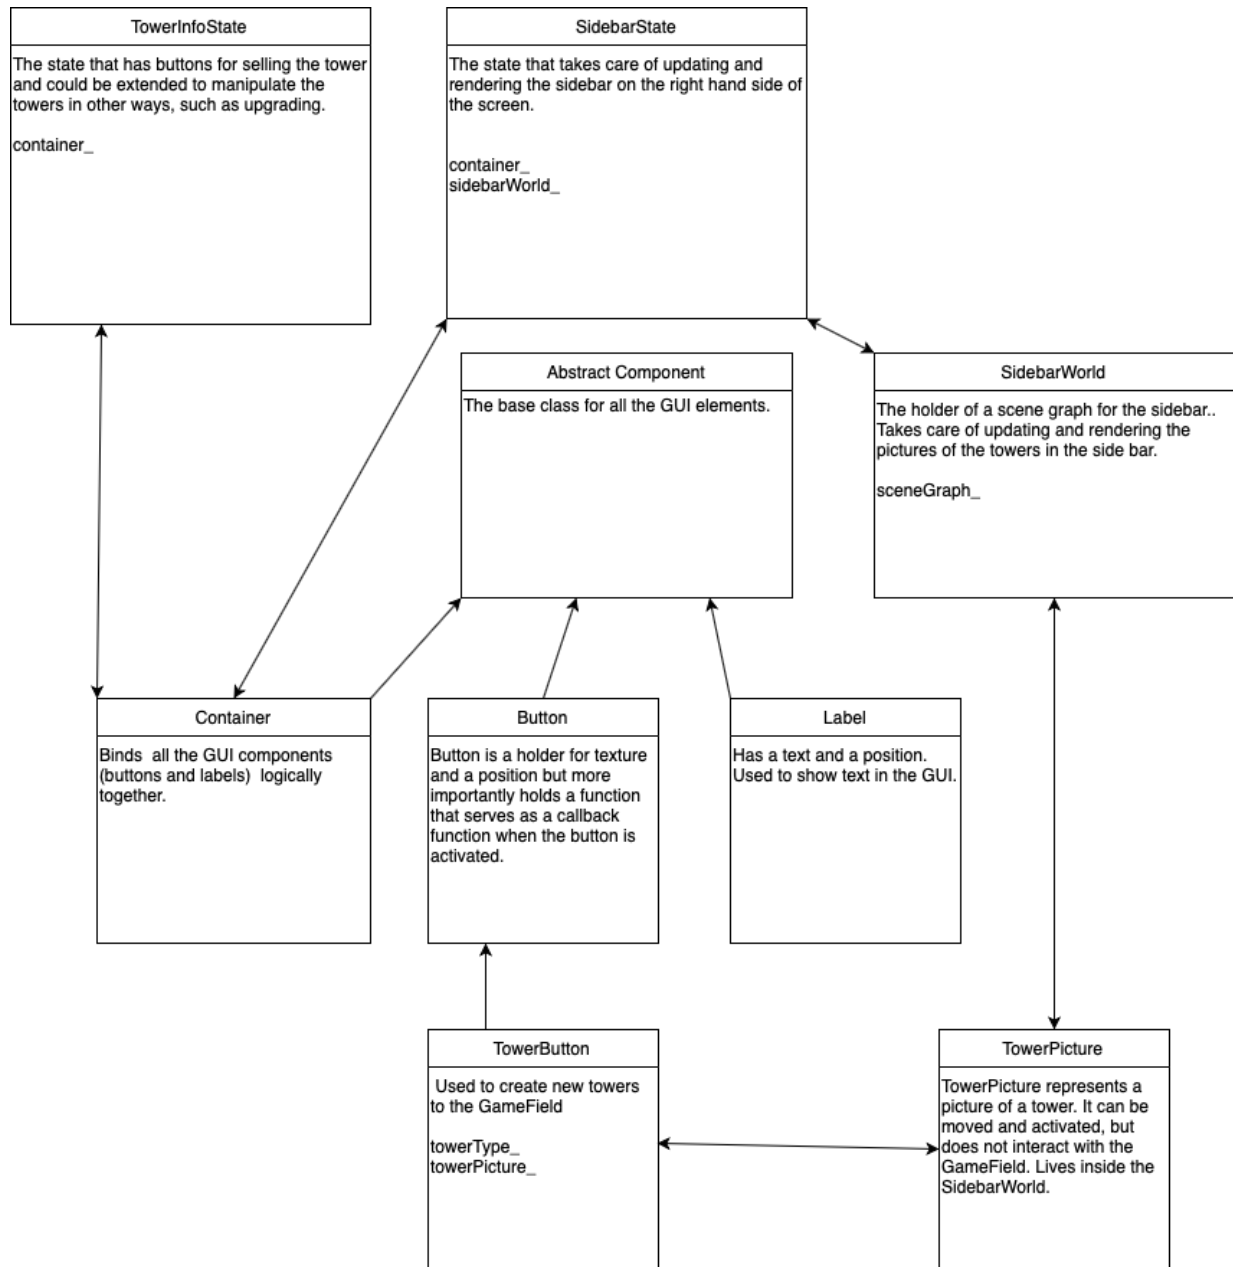 TowerInfoState
The state that has buttons for selling the tower
and could be extended to manipulate the
towers in other ways, such as upgrading.
container_
SidebarState
The state that takes care of updating and
rendering the sidebar on the right hand side of
the screen.
container_
sidebarWorld_
Abstract Component
The base class for all the GUI elements.
SidebarWorld
The holder of a scene graph for the sidebar..
Takes care of updating and rendering the
pictures of the towers in the side bar.
sceneGraph_
Container
Binds  all the GUI components
(buttons and labels)  logically
together.
Button
Button is a holder for texture
and a position but more
importantly holds a function
that serves as a callback
function when the button is
activated.
Label
Has a text and a position.
Used to show text in the GUI.
TowerButton
Used to create new towers
to the GameField
towerType_
towerPicture_
TowerPicture
TowerPicture represents a
picture of a tower. It can be
moved and activated, but
does not interact with the
GameField. Lives inside the
SidebarWorld.